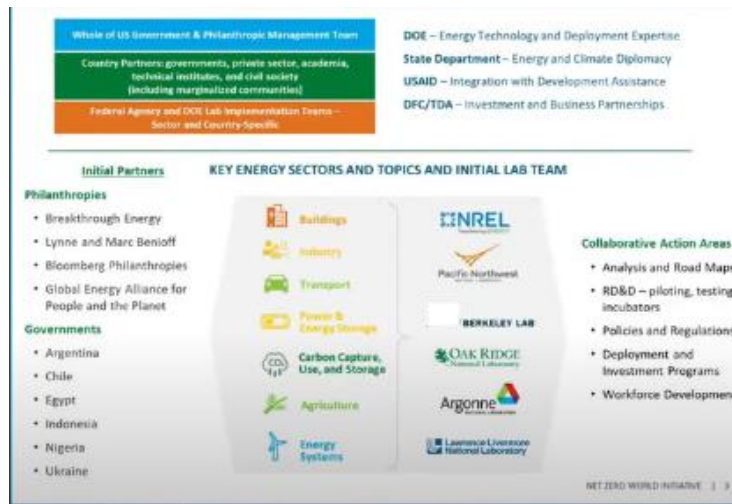 Whole of US Government & Philanthropic Management Team
Country Partners: governments, private sector, academia,
technical institutes, and civil society
(including marginalized communities)
Federal Agency and DOE Lab Implementation Teams –
Sector and Country-Specific
DOE – Energy Technology and Deployment Expertise
State Department – Energy and Climate Diplomacy
USAID – Integration with Development Assistance
DFC/TDA – Investment and Business Partnerships
Initial Partners
Philanthropies
• Breakthrough Energy
• Lynne and Marc Benioff
• Bloomberg Philanthropies
• Global Energy Alliance for
People and the Planet
Governments
• Argentina
• Chile
• Egypt
• Indonesia
• Nigeria
• Ukraine
KEY ENERGY SECTORS AND TOPICS AND INITIAL LAB TEAM
Buildings
Industry
Transport
Power &
Energy Storage
CO₂
Carbon Capture,
Use, and Storage
Agriculture
Energy
Systems
NREL
Pacific Northwest
BERKELEY LAB
OAK RIDGE
National Laboratory
Argonne
Lawrence Livermore
National Laboratory
Collaborative Action Areas
• Analysis and Road Maps
• RD&D – piloting, testing
incubators
• Policies and Regulations
• Deployment and
Investment Programs
• Workforce Developmen
NET ZERO WORLD INITIATIVE | 3